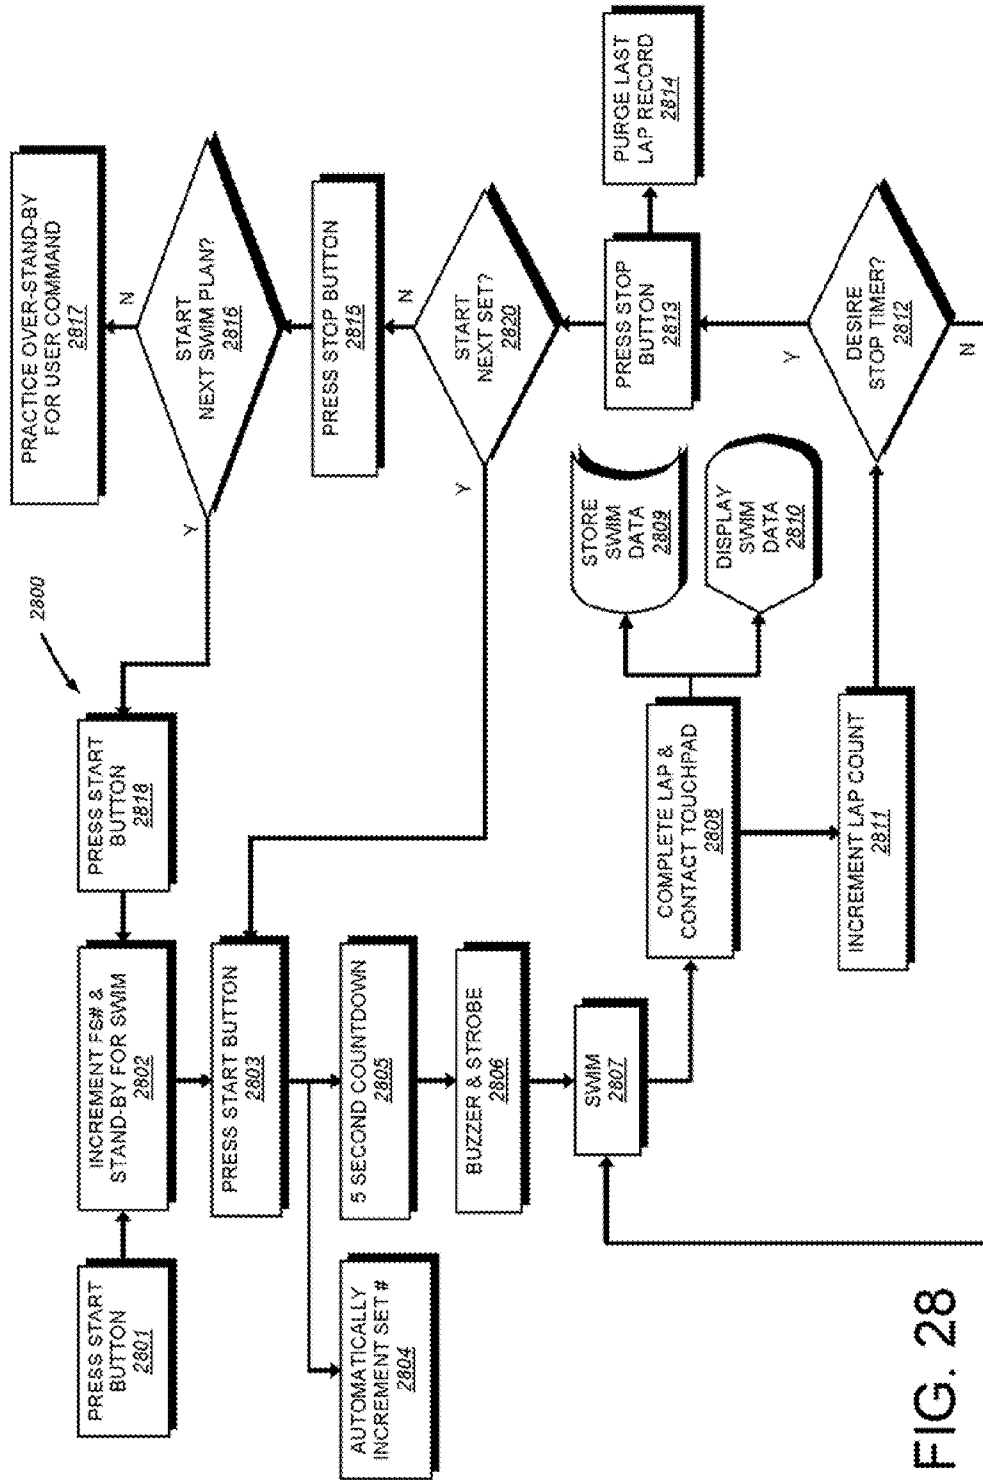 2800
PRESS START
BUTTON
2801
INCREMENT FS# &
STAND-BY FOR SWIM
2802
PRESS START
BUTTON
2818
START
NEXT SWIM PLAN?
2816
Y
N
PRACTICE OVER-STAND-BY
FOR USER COMMAND
2817
PRESS START BUTTON
2803
AUTOMATICALLY
INCREMENT SET #
2804
5 SECOND COUNTDOWN
2805
PRESS STOP BUTTON
2815
BUZZER & STROBE
2806
START
NEXT SET?
2820
Y
N
SWIM
2807
STORE
SWIM
DATA
2809
DISPLAY
SWIM
DATA
2810
PRESS STOP
BUTTON
2813
PURGE LAST
LAP RECORD
2814
COMPLETE LAP &
CONTACT TOUCHPAD
2808
INCREMENT LAP COUNT
2811
DESIRE
STOP TIMER?
2812
Y
N
FIG. 28